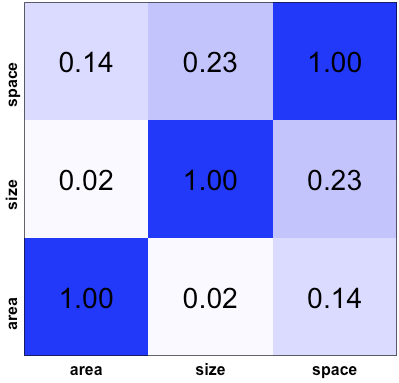 space 0.14 0.23 1.00
size 0.02 1.00 0.23
area 1.00 0.02 0.14
area size space